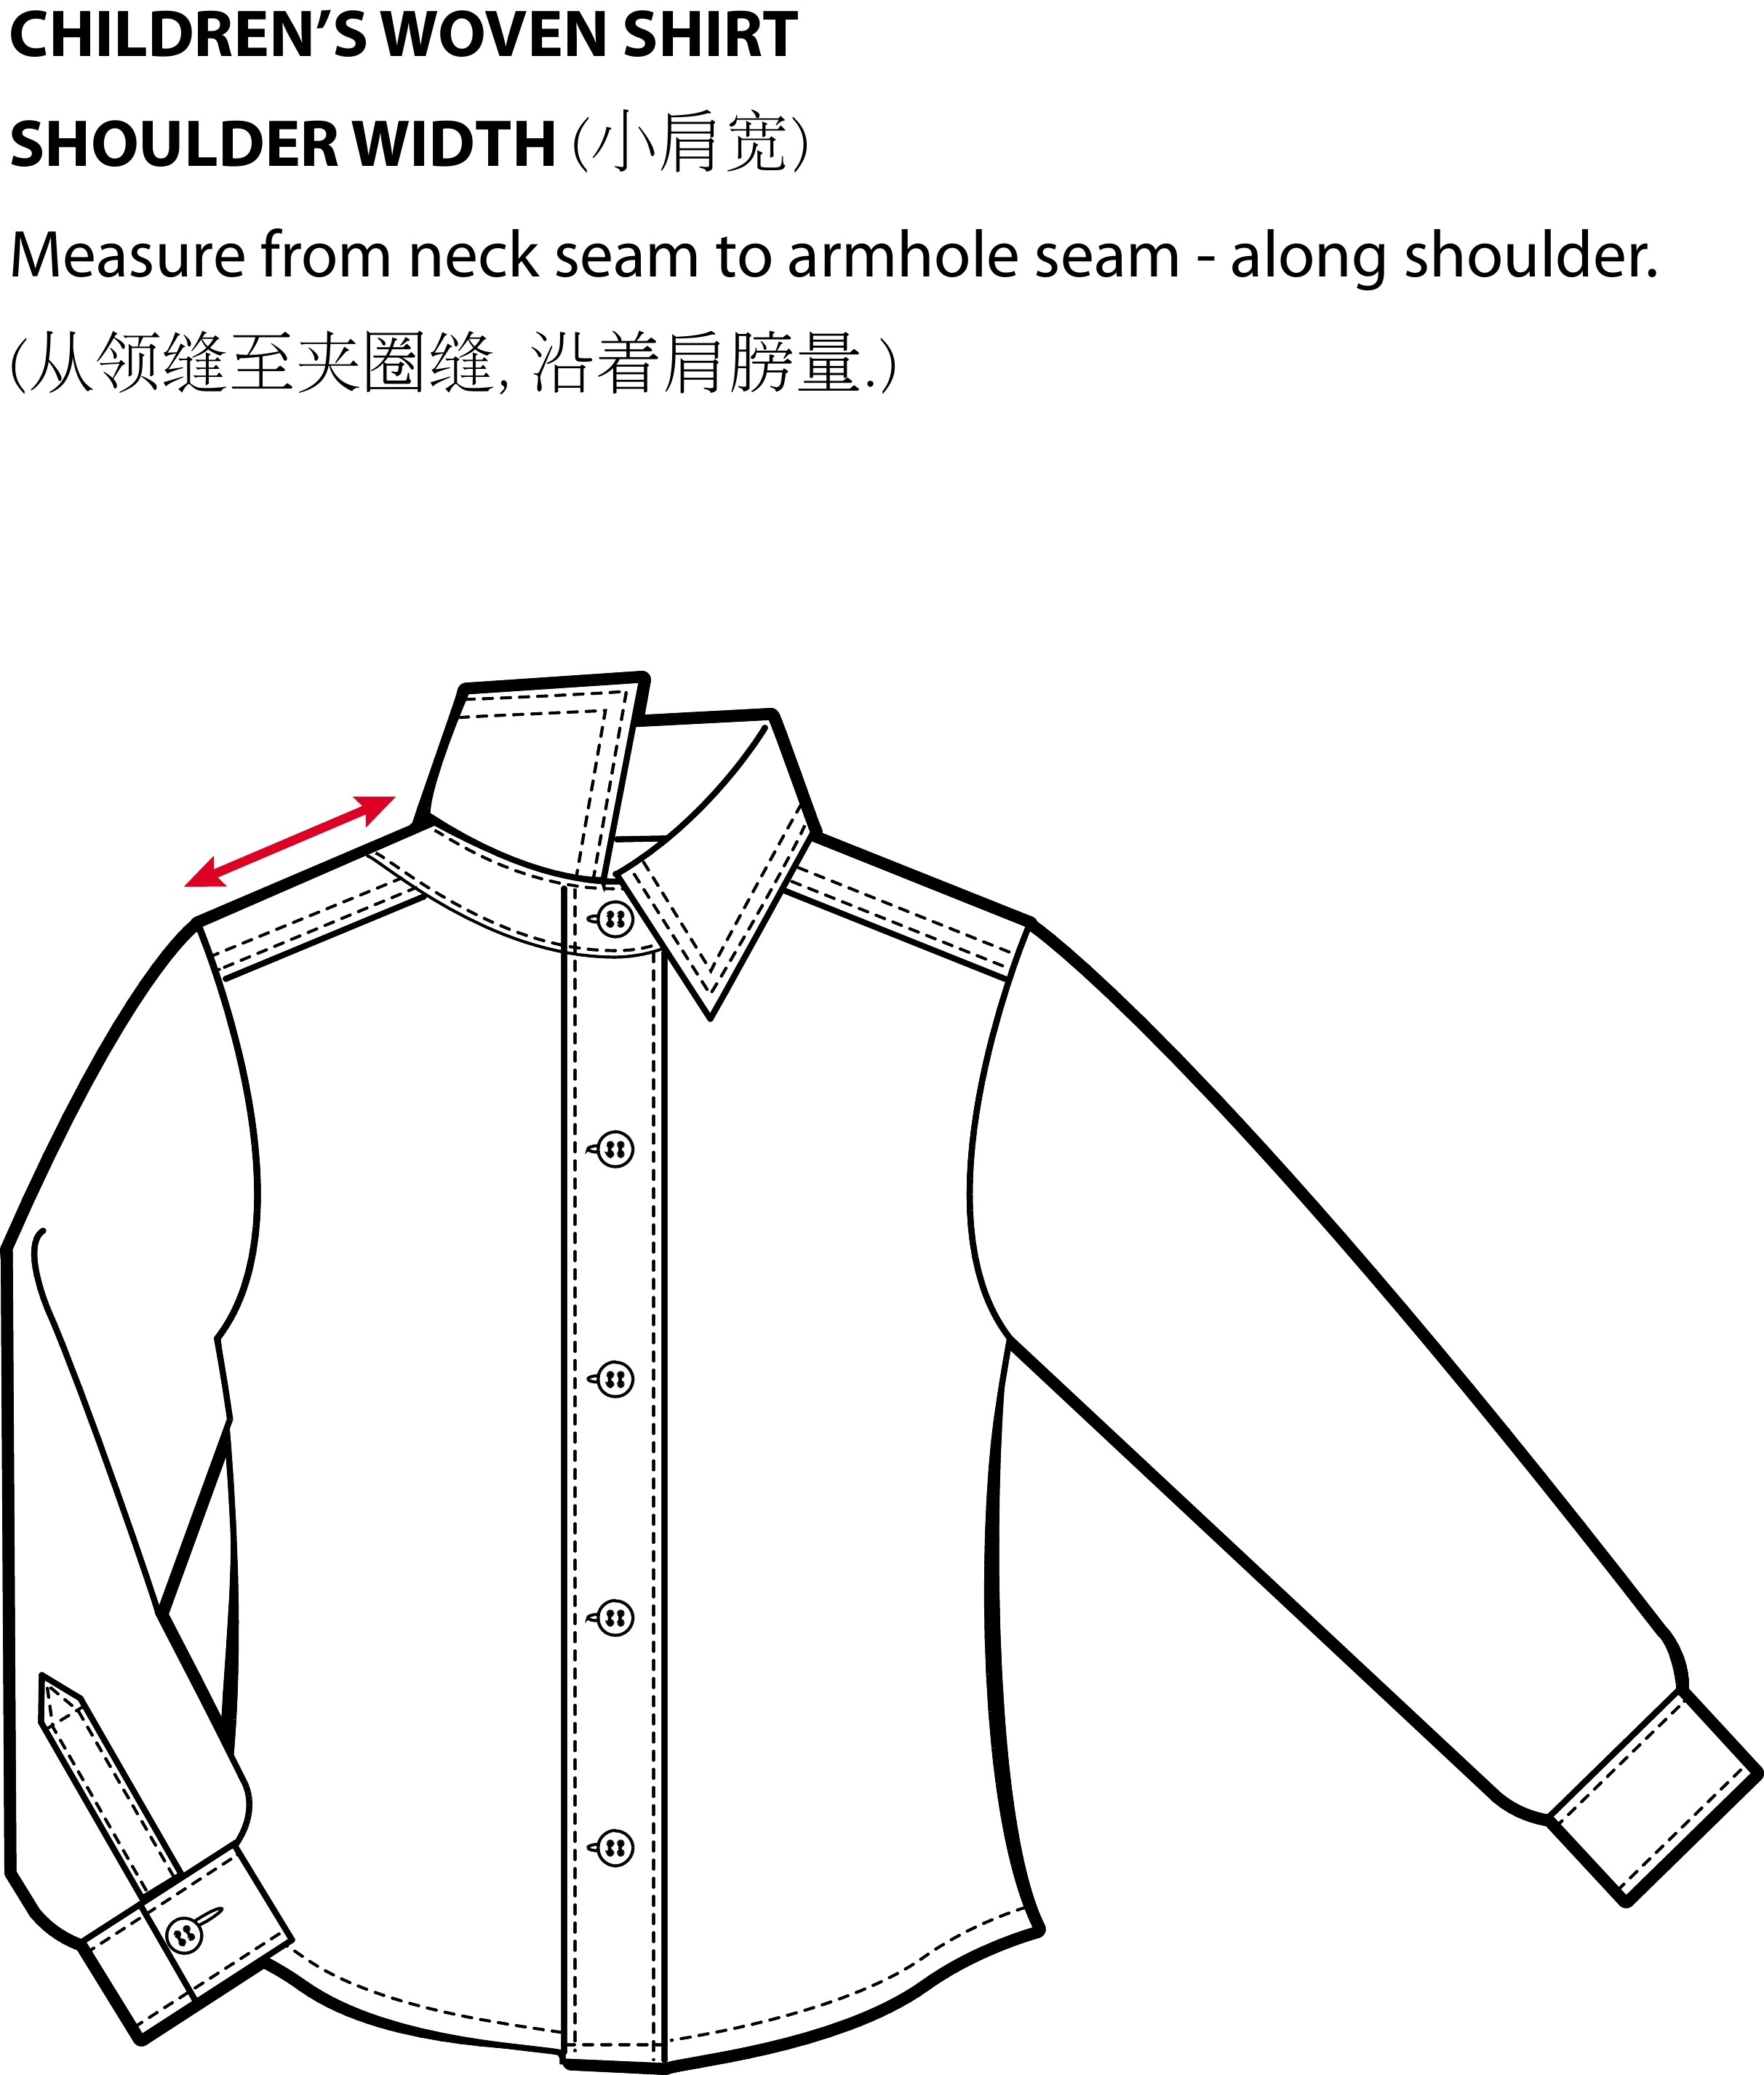 CHILDREN’S WOVEN SHIRT
SHOULDER WIDTH (小肩宽)
Measure from neck seam to armhole seam - along shoulder.
(从领缝至夹圈缝, 沿着肩膀量.)